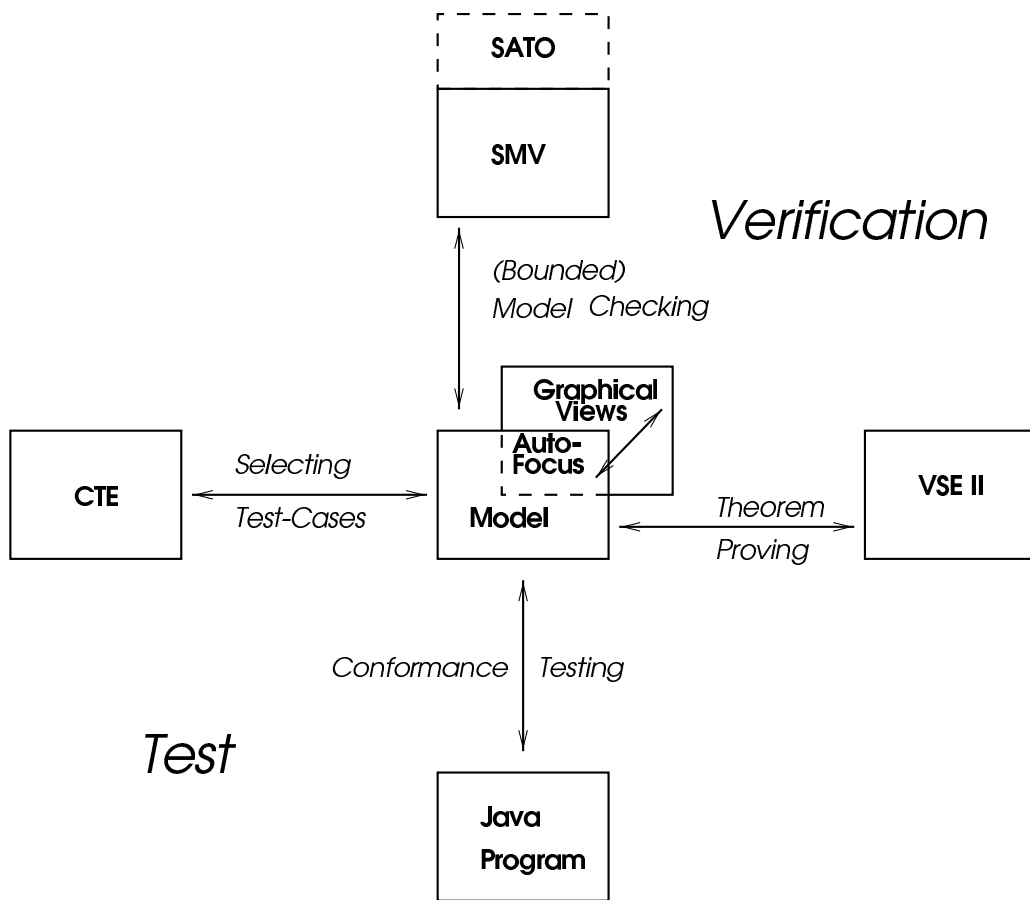 SATO
SMV
Verification
(Bounded)
Model Checking
Graphical
Views
Auto-
Focus
Model
CTE
Selecting
Test-Cases
VSE II
Theorem
Proving
Conformance Testing
Test
Java
Program